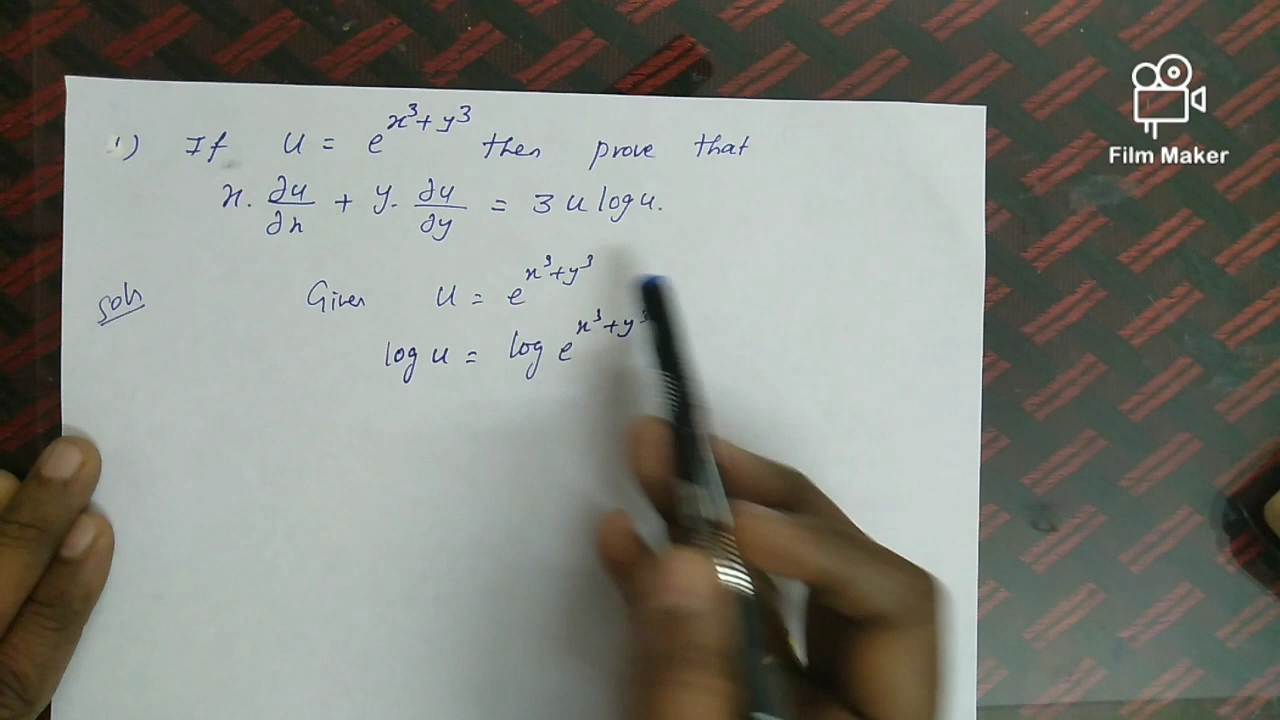 1) If u = e^{x³+y³} then prove that
x. ∂u/∂x + y. ∂u/∂y = 3 u log u.
Soln Given u = e^{x³+y³}
log u = log e^{x³+y³}
Film Maker